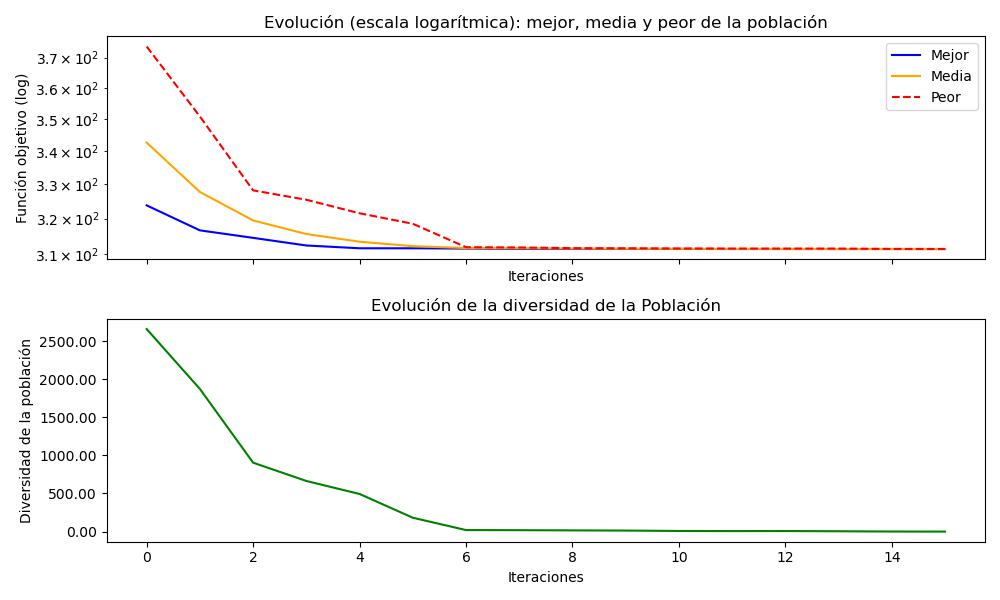 Evolución (escala logarítmica): mejor, media y peor de la población
Función objetivo (log)
3.7 × 10²
3.6 × 10²
3.5 × 10²
3.4 × 10²
3.3 × 10²
3.2 × 10²
3.1 × 10²
Mejor
Media
Peor
Iteraciones
Evolución de la diversidad de la Población
Diversidad de la población
2500.00
2000.00
1500.00
1000.00
500.00
0.00
0 2 4 6 8 10 12 14
Iteraciones